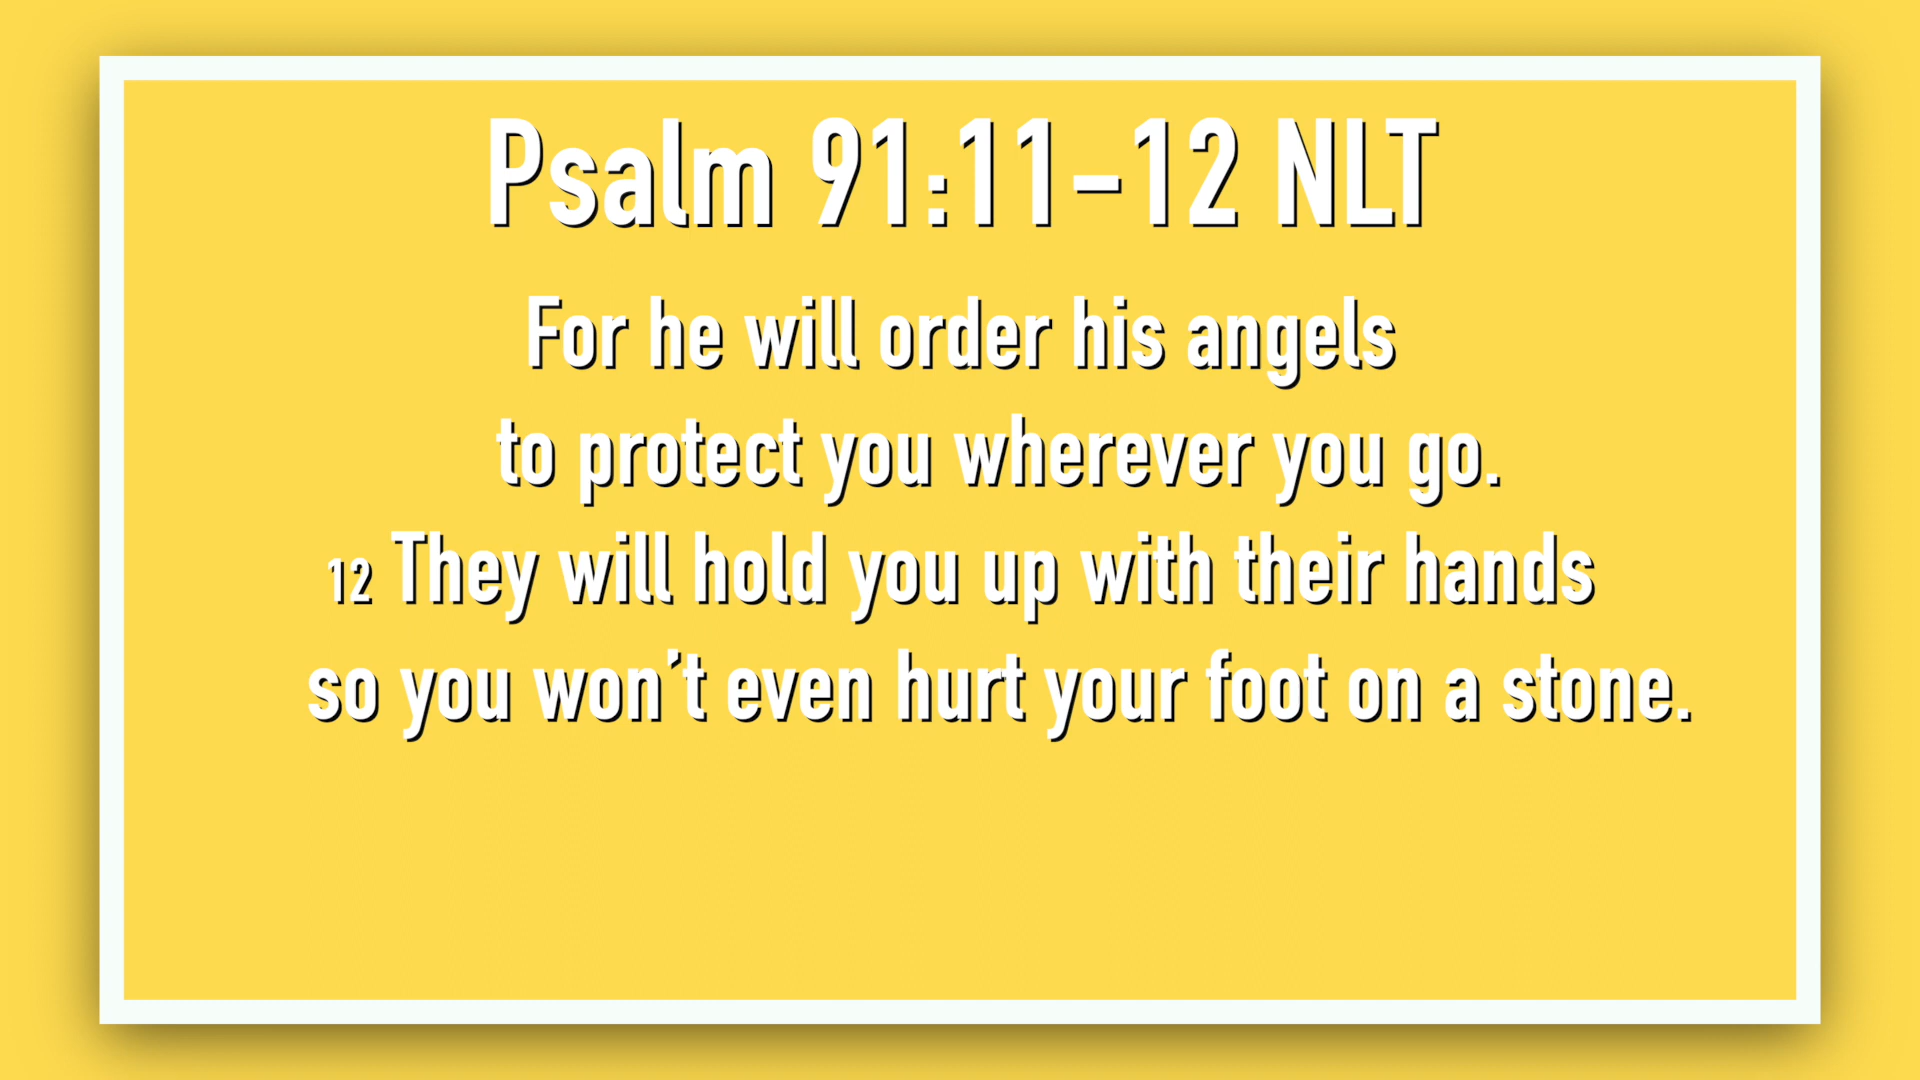 Psalm 91:11-12 NLT
For he will order his angels
to protect you wherever you go.
12 They will hold you up with their hands
so you won't even hurt your foot on a stone.